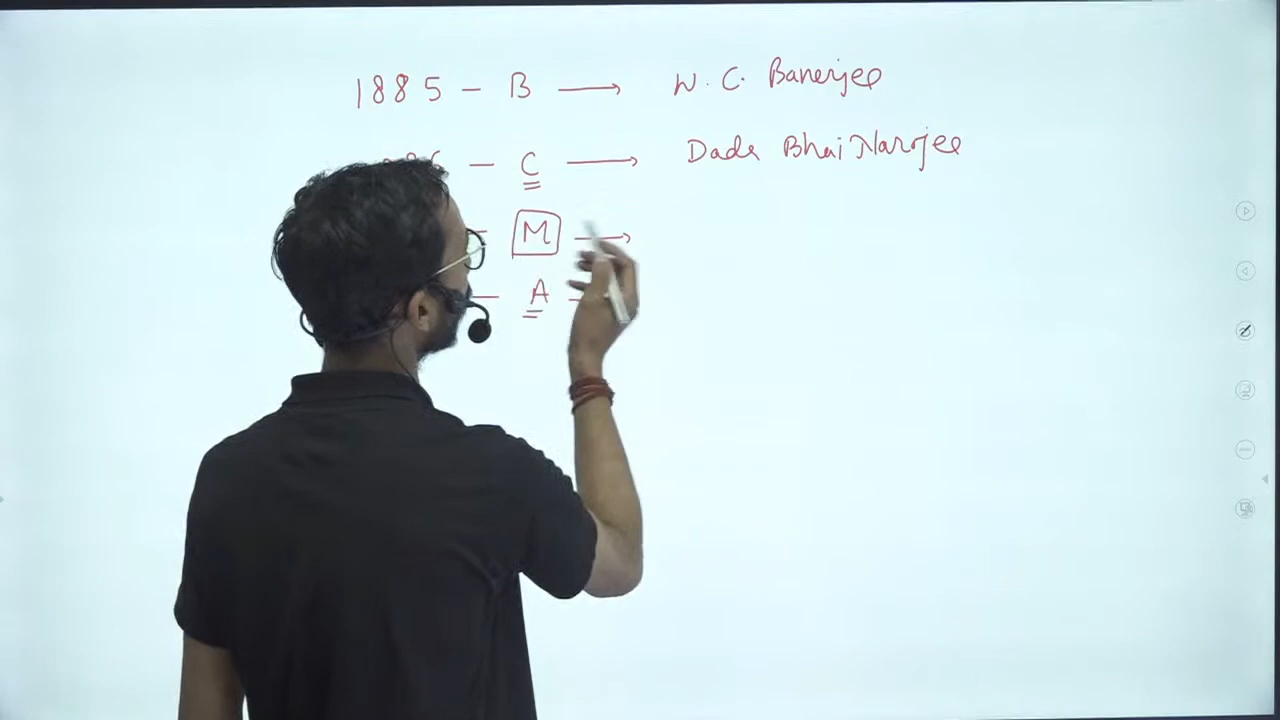 1885 - B → W. C. Banerjee
- C → Dada Bhai Narojee
- M →
- A